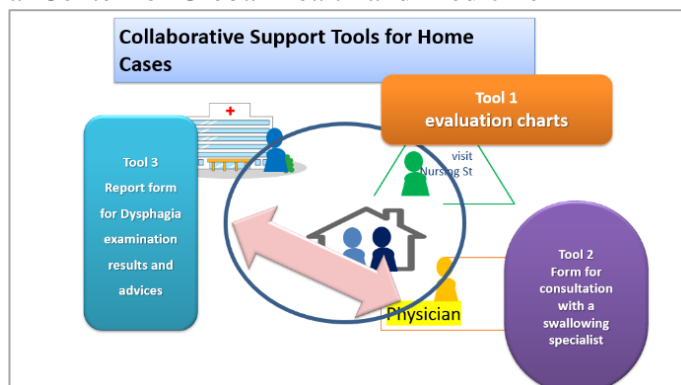 Collaborative Support Tools for Home
Cases
Tool 1
evaluation charts
visit
Nursing St
Tool 3
Report form
for Dysphagia
examination
results and
advices
Tool 2
Form for
consultation
with a
swallowing
specialist
Physician